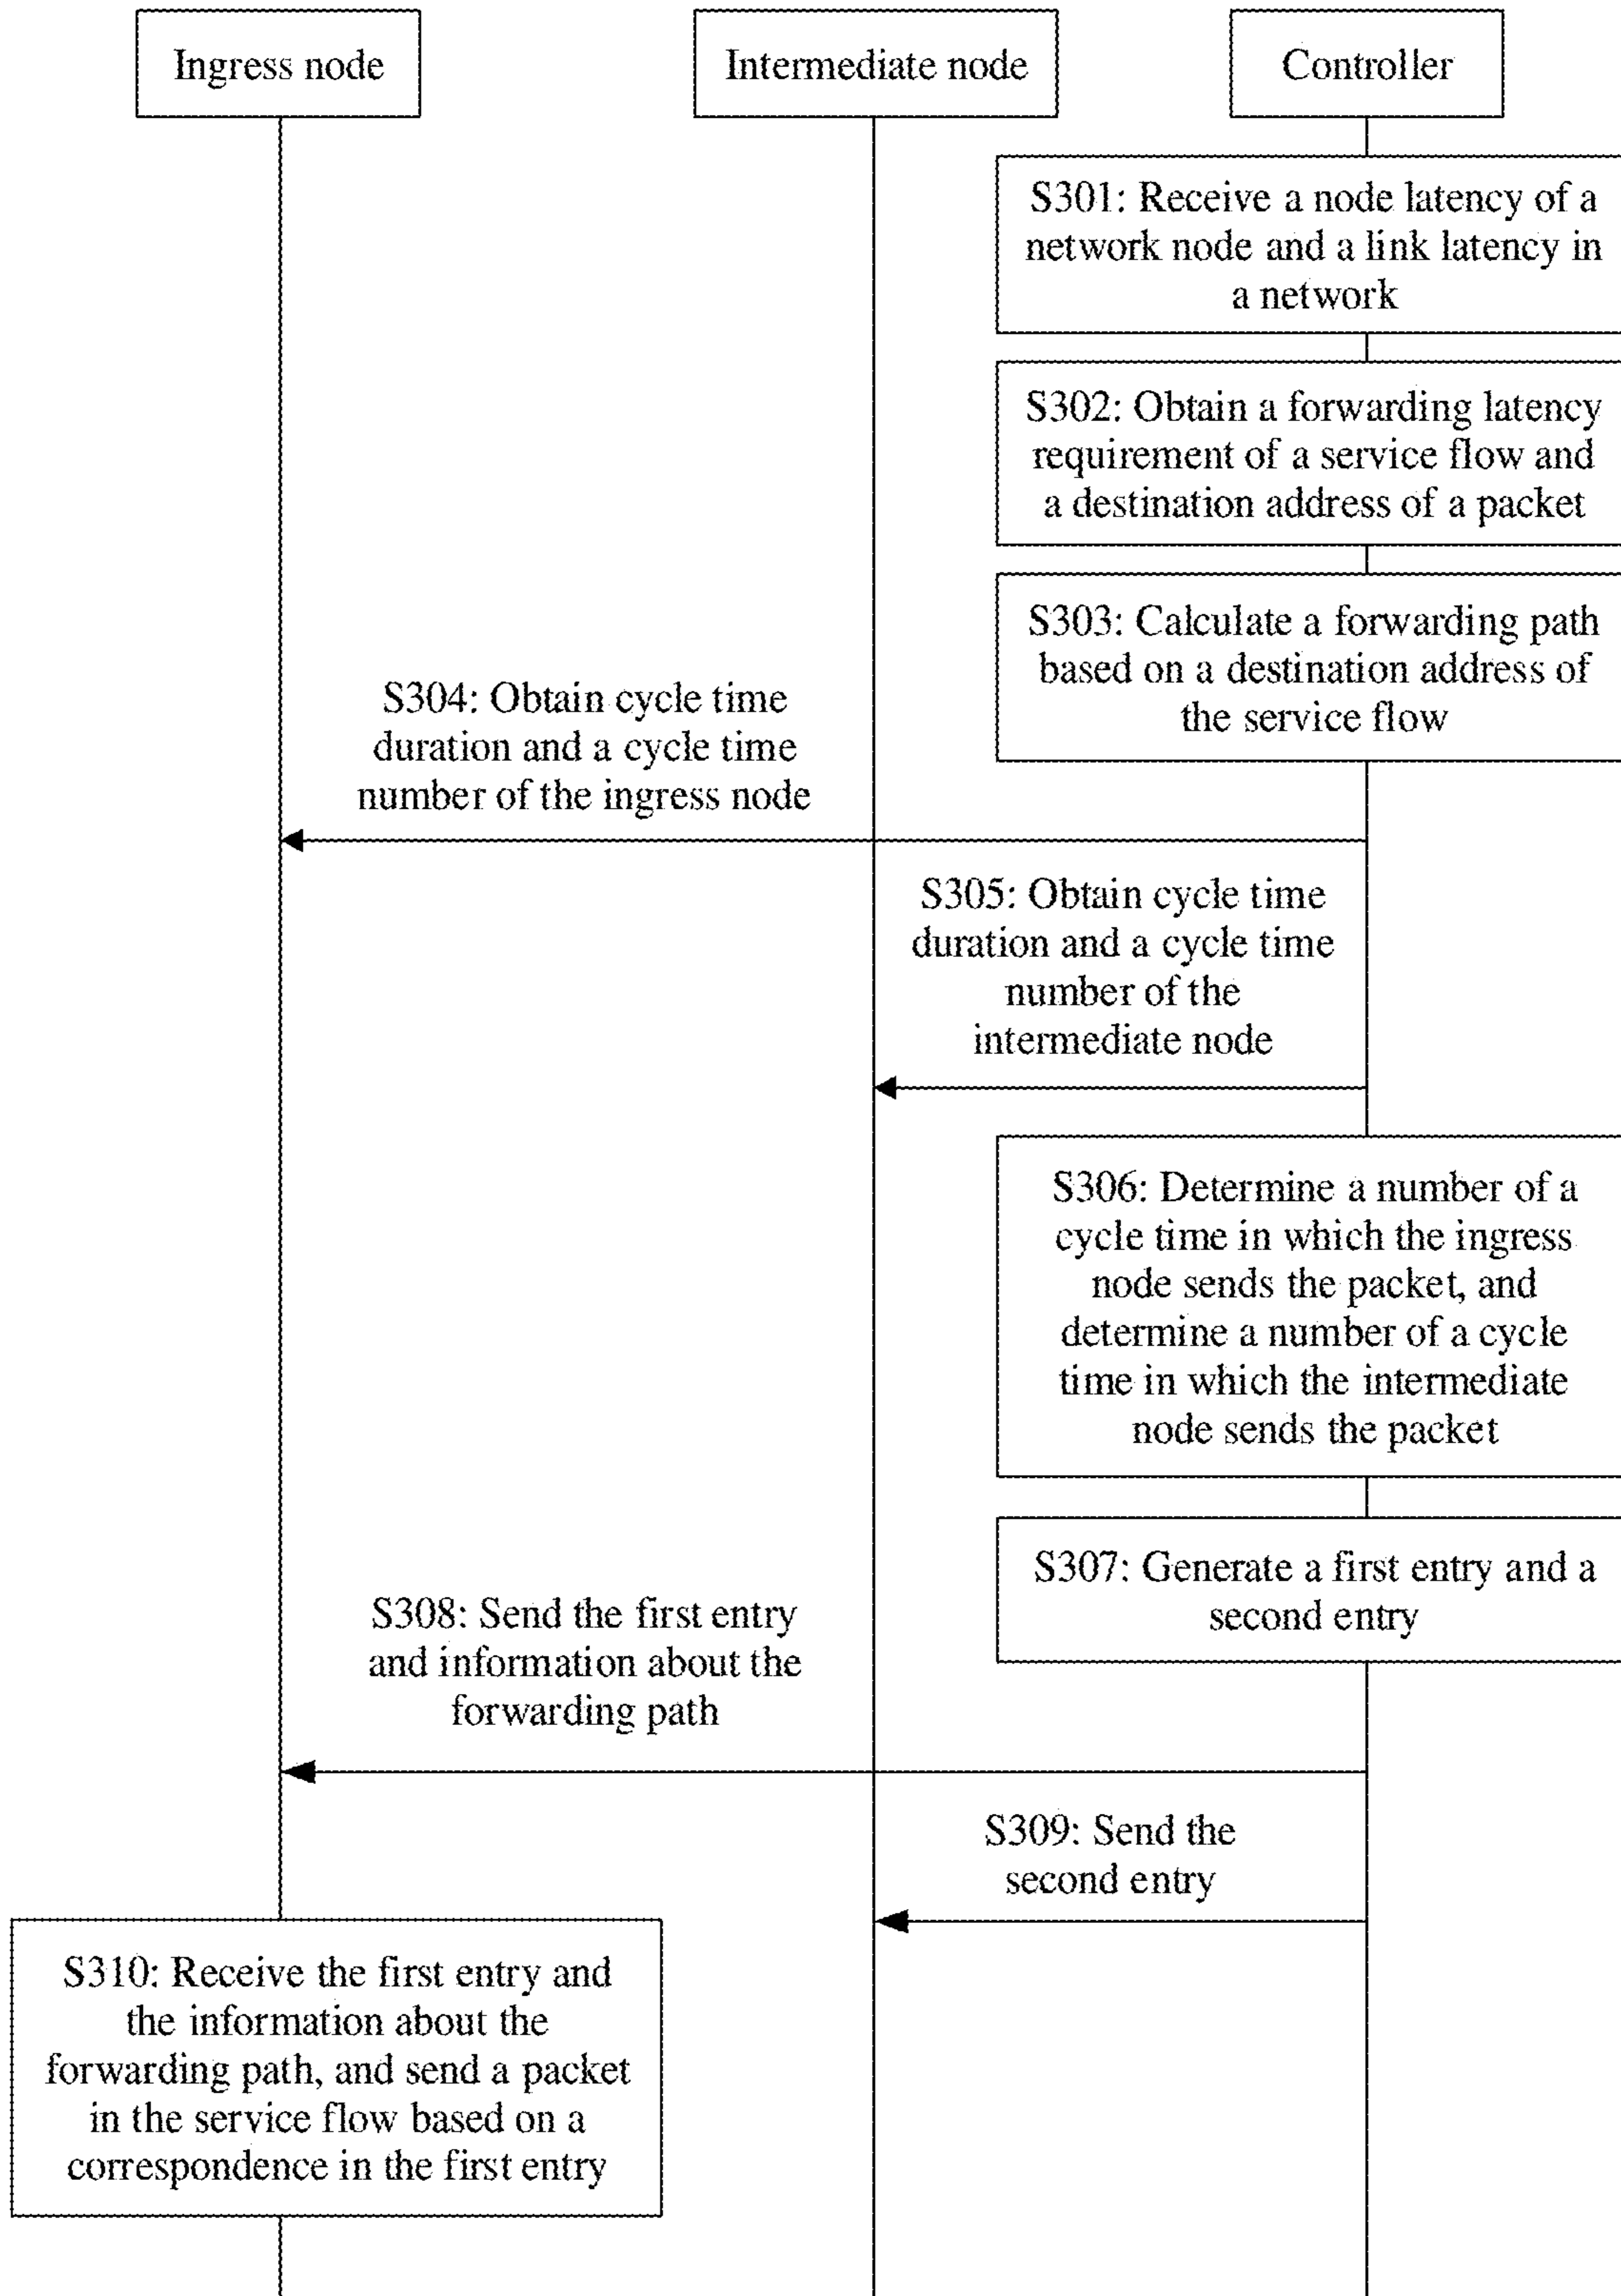 Ingress node
Intermediate node
Controller
S301: Receive a node latency of a
network node and a link latency in
a network
S302: Obtain a forwarding latency
requirement of a service flow and
a destination address of a packet
S303: Calculate a forwarding path
based on a destination address of
the service flow
S304: Obtain cycle time
duration and a cycle time
number of the ingress node
S305: Obtain cycle time
duration and a cycle time
number of the
intermediate node
S306: Determine a number of a
cycle time in which the ingress
node sends the packet, and
determine a number of a cycle
time in which the intermediate
node sends the packet
S307: Generate a first entry and a
second entry
S308: Send the first entry
and information about the
forwarding path
S309: Send the
second entry
S310: Receive the first entry and
the information about the
forwarding path, and send a packet
in the service flow based on a
correspondence in the first entry